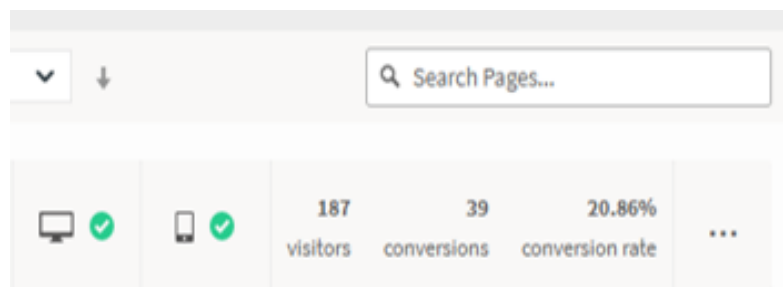 Search Pages...
187 39 20.86%
visitors conversions conversion rate
...